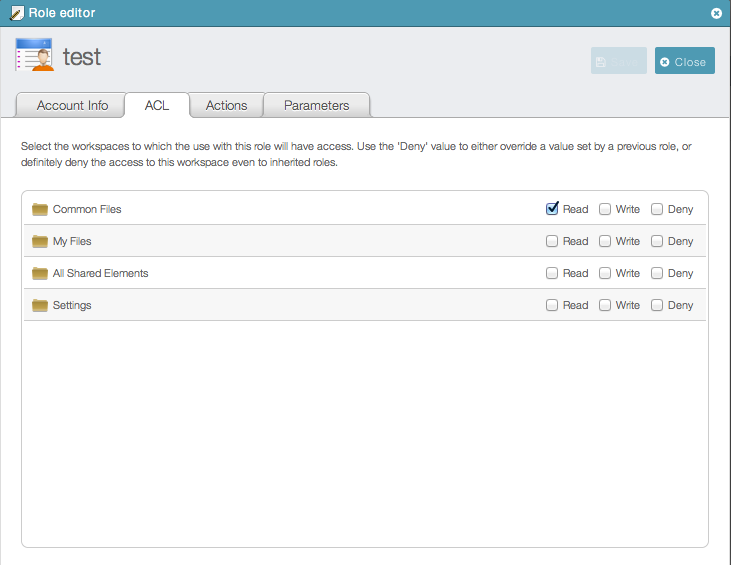 Role editor
test
Close
Account Info ACL Actions Parameters
Select the workspaces to which the use with this role will have access. Use the 'Deny' value to either override a value set by a previous role, or
definitely deny the access to this workspace even to inherited roles.
Common Files Read Write Deny
My Files Read Write Deny
All Shared Elements Read Write Deny
Settings Read Write Deny